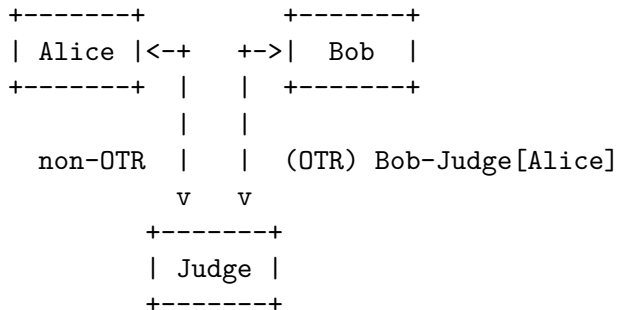 +-------+         +-------+
| Alice |<-+   +->|  Bob  |
+-------+  |   |  +-------+
           |   |
  non-OTR  |   |  (OTR) Bob-Judge[Alice]
           v   v
         +-------+
         | Judge |
         +-------+